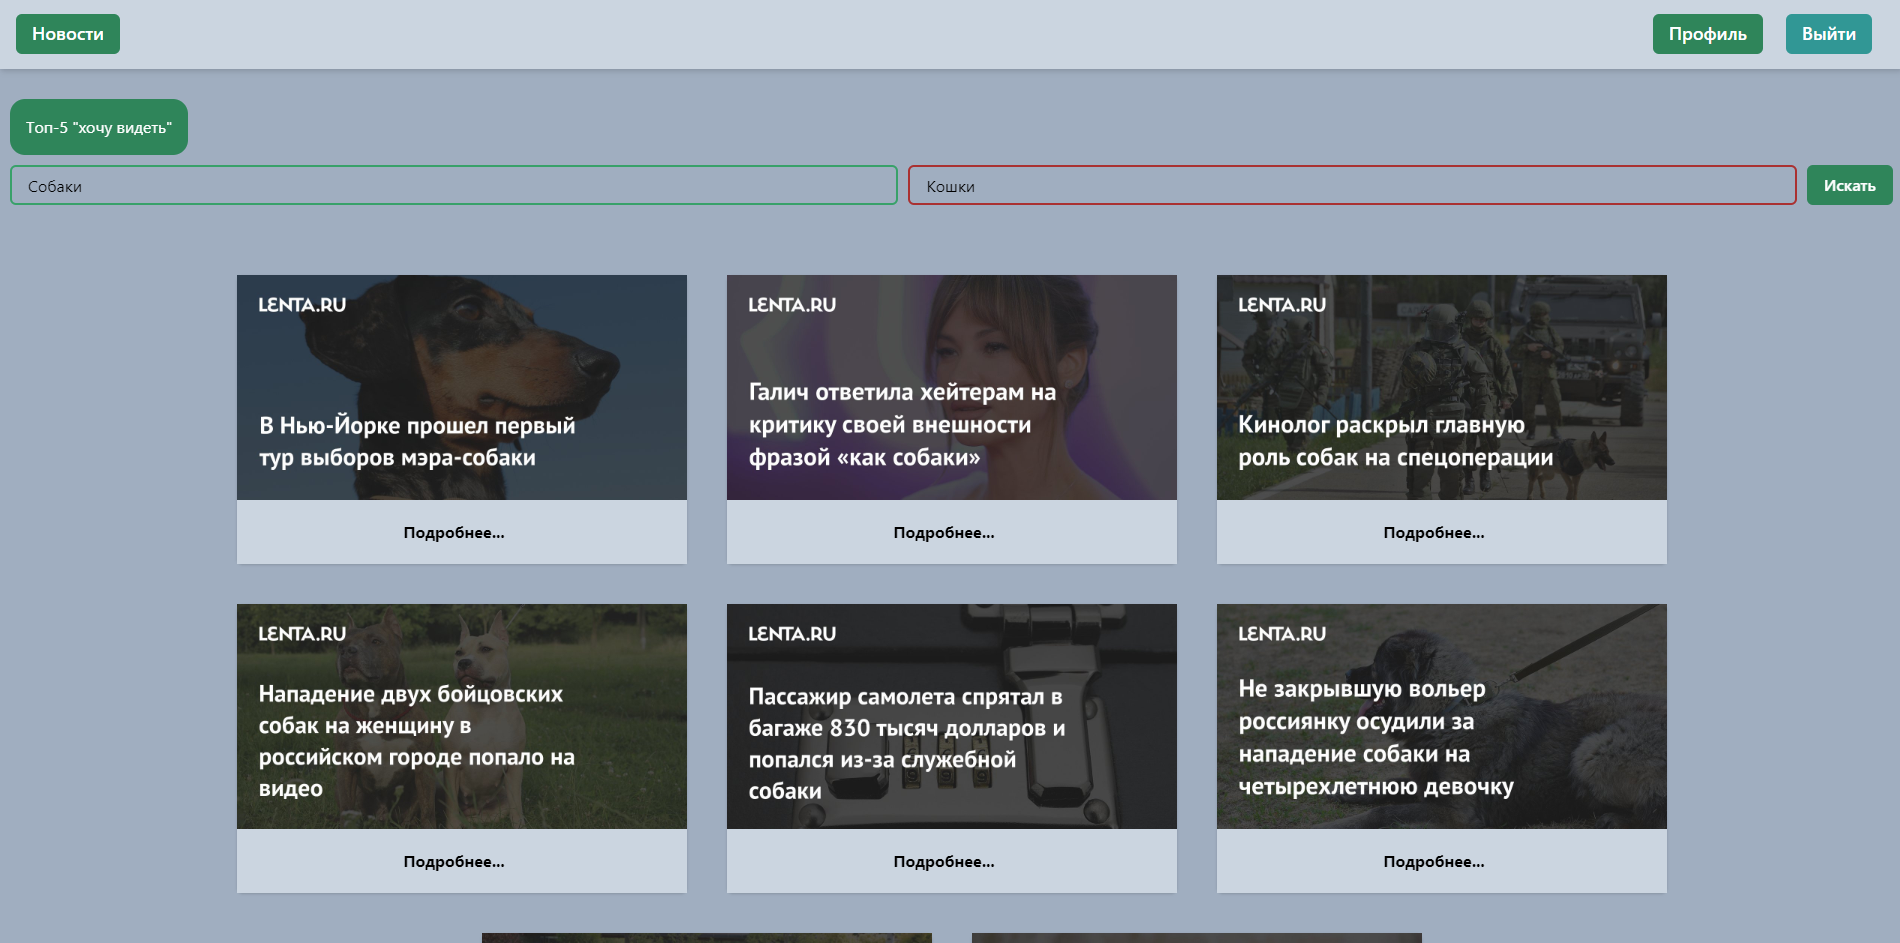 Новости
Профиль
Выйти
Топ-5 "хочу видеть"
Собаки
Кошки
Искать
LENTA.RU
В Нью-Йорке прошел первый
тур выборов мэра-собаки
Подробнее...
LENTA.RU
Галич ответила хейтерам на
критику своей внешности
фразой «как собаки»
Подробнее...
LENTA.RU
Кинолог раскрыл главную
роль собак на спецоперации
Подробнее...
LENTA.RU
Нападение двух бойцовских
собак на женщину в
российском городе попало на
видео
Подробнее...
LENTA.RU
Пассажир самолета спрятал в
багаже 830 тысяч долларов и
попался из-за служебной
собаки
Подробнее...
LENTA.RU
Не закрывшую вольер
россиянку осудили за
нападение собаки на
четырехлетнюю девочку
Подробнее...